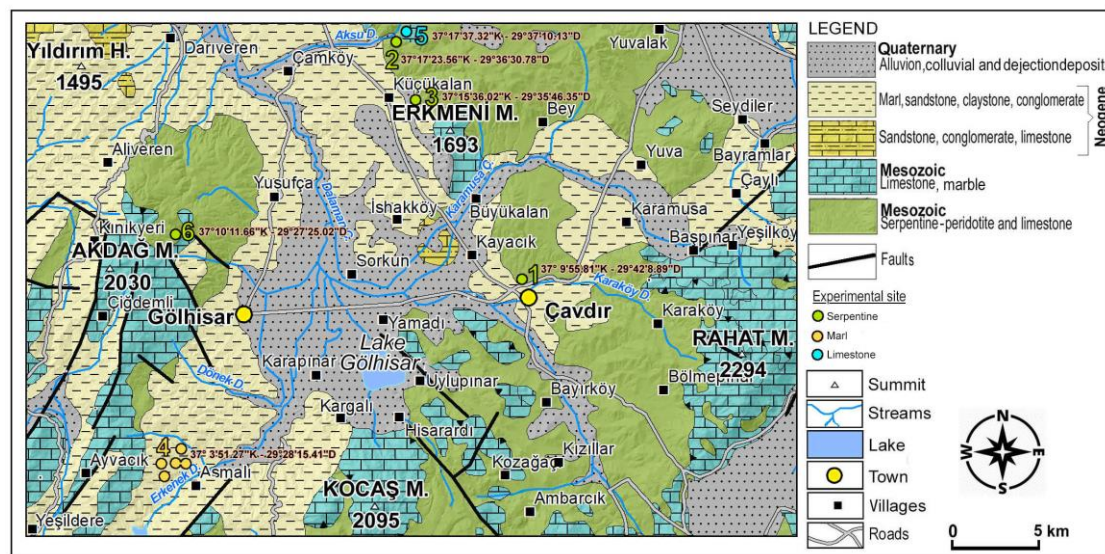 Yıldırım H.
1495
Dariveren
Aksu D.
5
37°17'37,32"K - 29°37'10.13"D
2
37°17'23.56"K - 29°36'30.78"D
Yuvalak
Çamköy
Küçükalan
3
37°15'36.02"K - 29°35'46.35"D
ERKMENİ M.
1693
Bey
Seydiler
Aliveren
Yusufça
Dalaman Ç.
Karamusa Ç.
Yuva
Bayramlar
Çaylı
İshakköy
Büyükalan
Karamusa
Kınıkyeri
6
37°10'11.66"K - 29°27'25.02"D
Kayacık
Başpınar
Yeşilköy
AKDAĞ M.
2030
Sorkun
1
37° 9'55.81"K - 29°42'8.89"D
Çiğdemli
Gölhisar
Çavdır
Karaköy D.
Karaköy
Yamadı
Lake
Gölhisar
RAHAT M.
2294
Dönek D.
Karapınar
Uylupınar
Bayırköy
Bölmepınar
Kargalı
Hisarardı
4
37° 3'51.27"K - 29°28'15.41"D
Ayvacık
Asmalı
Erkenek D.
Kozağaç
Kızıllar
KOCAŞ M.
2095
Ambarcık
Yeşildere
LEGEND
Quaternary
Alluvion,colluvial and dejectiondeposit
Marl, sandstone, claystone, conglomerate
Sandstone, conglomerate, limestone
Neogene
Mesozoic
Limestone, marble
Mesozoic
Serpentine-peridotite and limestone
Faults
Experimental site
Serpentine
Marl
Limestone
Summit
Streams
Lake
Town
Villages
Roads
N
W
E
S
0
5 km